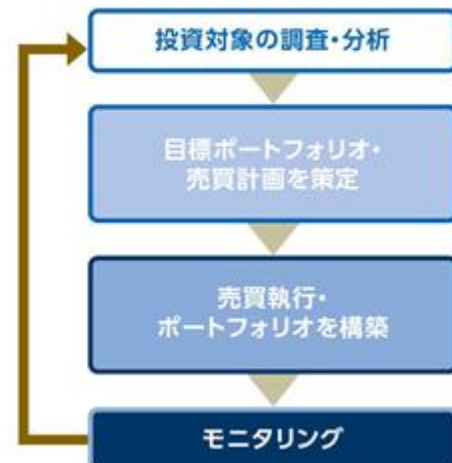 投資対象の調査・分析
目標ポートフォリオ・
売買計画を策定
売買執行・
ポートフォリオを構築
モニタリング